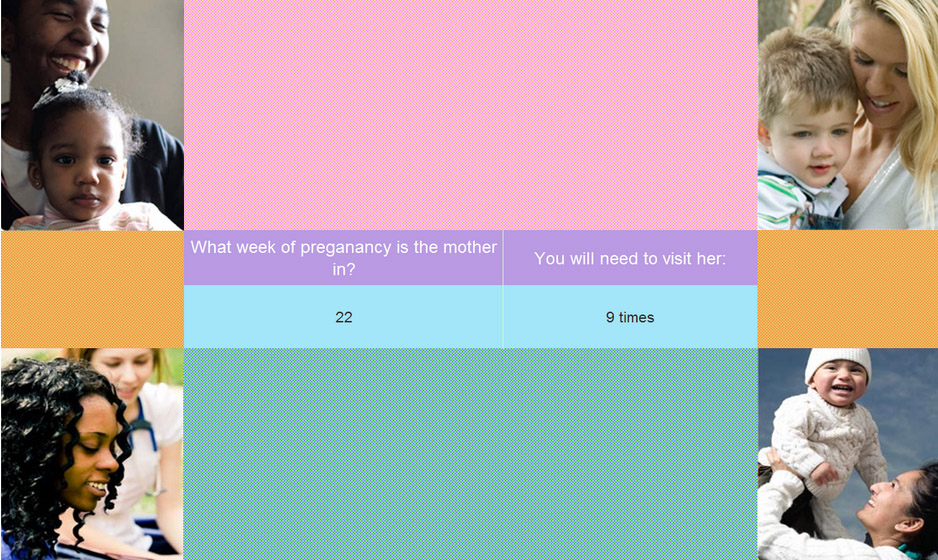 What week of preganancy is the mother
in?
You will need to visit her:
22
9 times